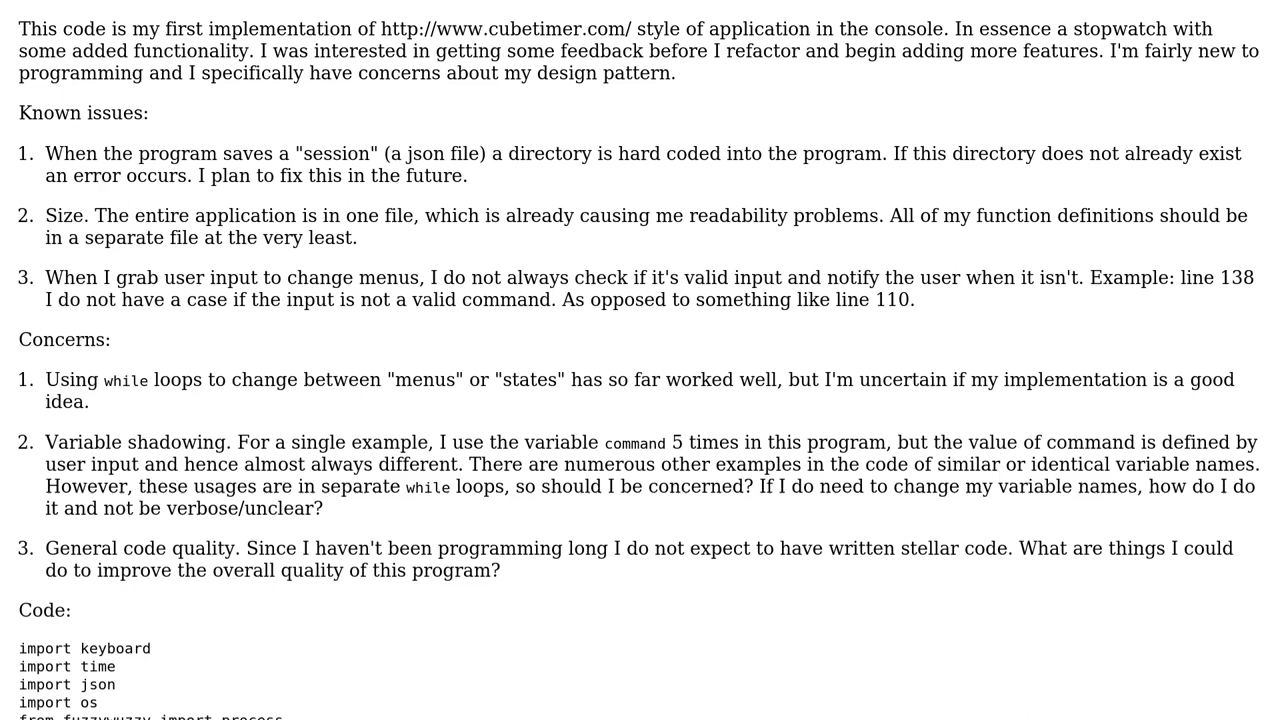 This code is my first implementation of http://www.cubetimer.com/ style of application in the console. In essence a stopwatch with
some added functionality. I was interested in getting some feedback before I refactor and begin adding more features. I'm fairly new to
programming and I specifically have concerns about my design pattern.
Known issues:
1. When the program saves a "session" (a json file) a directory is hard coded into the program. If this directory does not already exist
an error occurs. I plan to fix this in the future.
2. Size. The entire application is in one file, which is already causing me readability problems. All of my function definitions should be
in a separate file at the very least.
3. When I grab user input to change menus, I do not always check if it's valid input and notify the user when it isn't. Example: line 138
I do not have a case if the input is not a valid command. As opposed to something like line 110.
Concerns:
1. Using while loops to change between "menus" or "states" has so far worked well, but I'm uncertain if my implementation is a good
idea.
2. Variable shadowing. For a single example, I use the variable command 5 times in this program, but the value of command is defined by
user input and hence almost always different. There are numerous other examples in the code of similar or identical variable names.
However, these usages are in separate while loops, so should I be concerned? If I do need to change my variable names, how do I do
it and not be verbose/unclear?
3. General code quality. Since I haven't been programming long I do not expect to have written stellar code. What are things I could
do to improve the overall quality of this program?
Code:
import keyboard
import time
import json
import os
from fuzzywuzzy import process